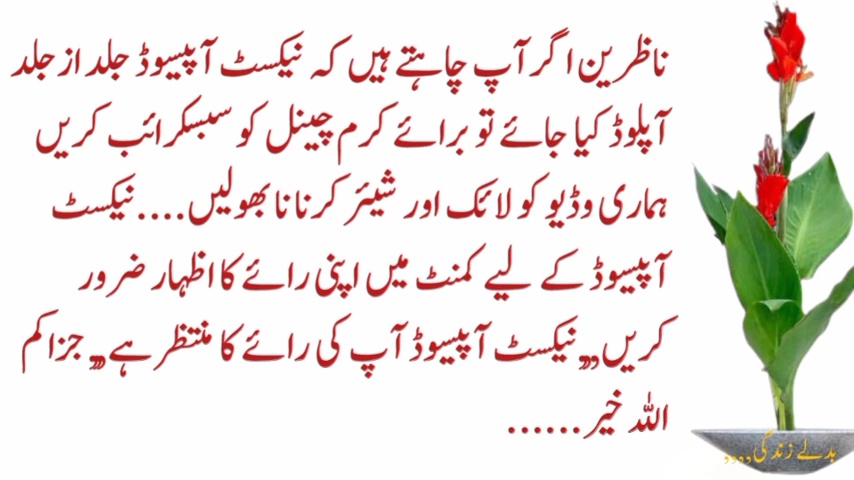 ناظرین اگر آپ چاہتے ہیں کہ نیکسٹ آپیسوڈ جلد از جلد
آپلوڈ کیا جائے تو برائے کرم چینل کو سبسکرائب کریں
ہماری وڈیو کو لائک اور شیئر کرنا نا بھولیں....نیکسٹ
آپیسوڈ کے لیے کمنٹ میں اپنی رائے کا اظہار ضرور
کریں,,,نیکسٹ آپیسوڈ آپ کی رائے کا منتظر ہے,,, جزاکم
اللہ خیر......
بدلے زندگی,,,,